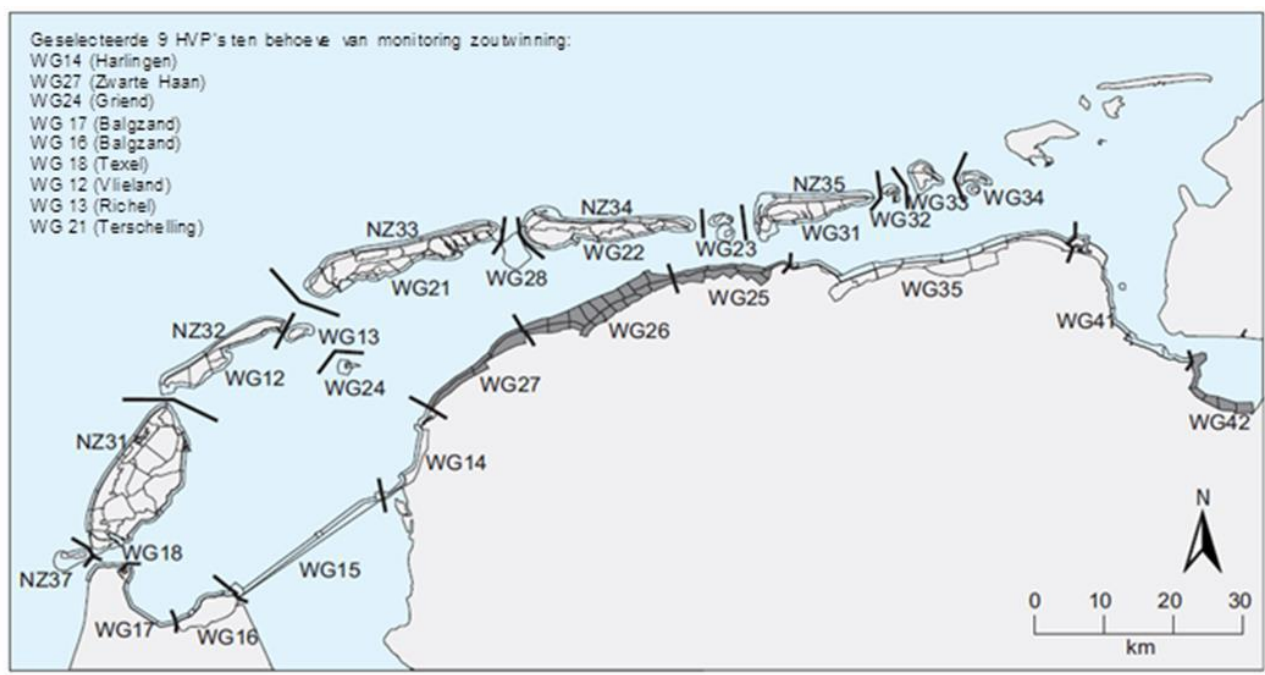 Geselecteerde 9 HVP's ten behoeve van monitoring zoutwinning:
WG14 (Harlingen)
WG27 (Zwarte Haan)
WG24 (Griend)
WG 17 (Balgzand)
WG 16 (Balgzand)
WG 18 (Texel)
WG 12 (Vlieland)
WG 13 (Richel)
WG 21 (Terschelling)
NZ35
WG34
WG33
WG32
NZ34
WG31
NZ33
WG22
WG23
WG28
WG21
WG25
WG35
WG41
NZ32
WG13
WG26
WG12
WG24
WG27
WG42
NZ31
WG14
N
WG18
WG15
NZ37
0 10 20 30
km
WG17
WG16